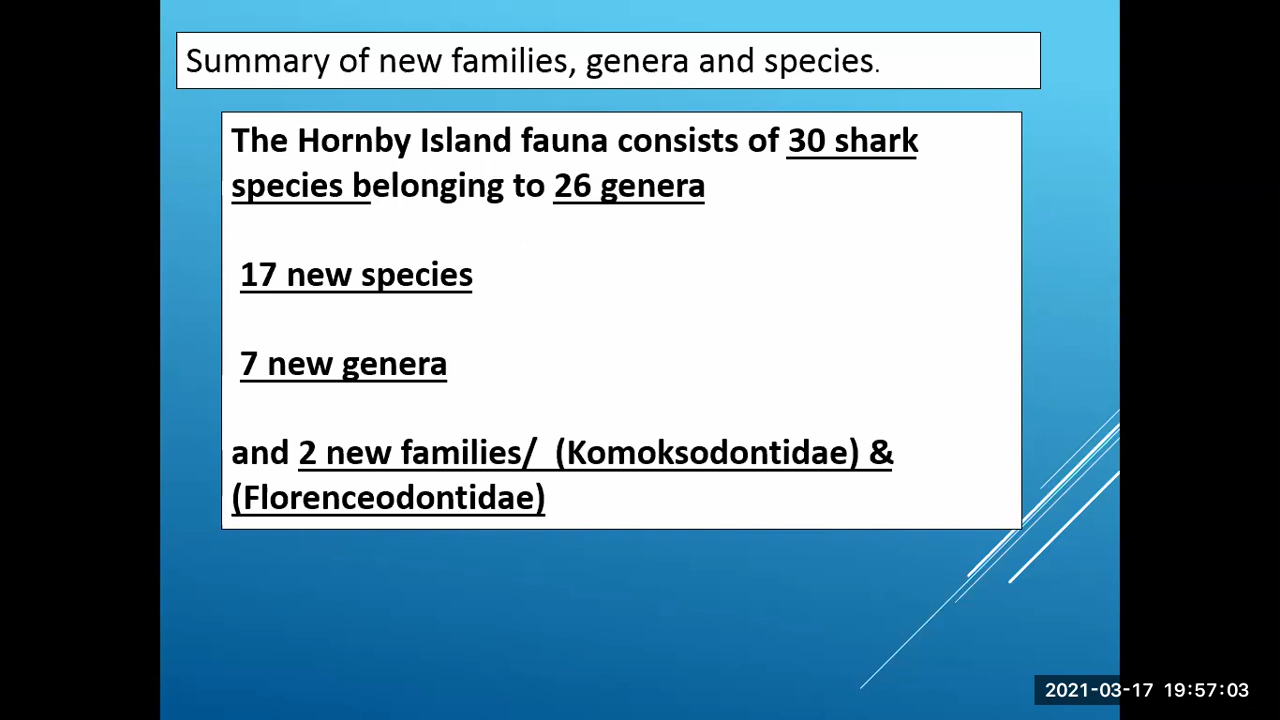 Summary of new families, genera and species.
The Hornby Island fauna consists of 30 shark
species belonging to 26 genera
17 new species
7 new genera
and 2 new families/ (Komoksodontidae) &
(Florenceodontidae)
2021-03-17 19:57:03